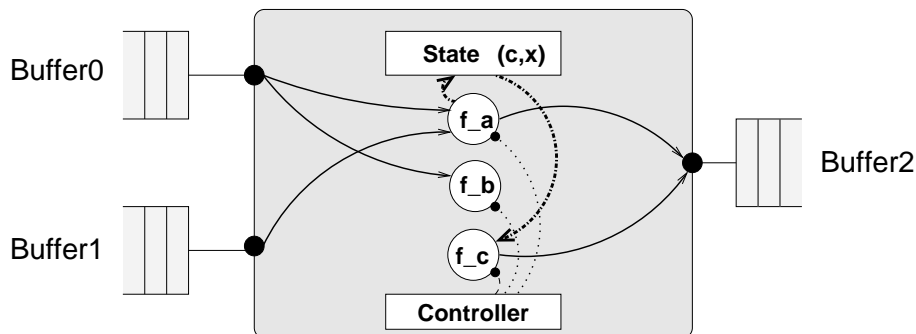 State (c,x)
Buffer0
f_a
f_b
Buffer2
Buffer1
f_c
Controller